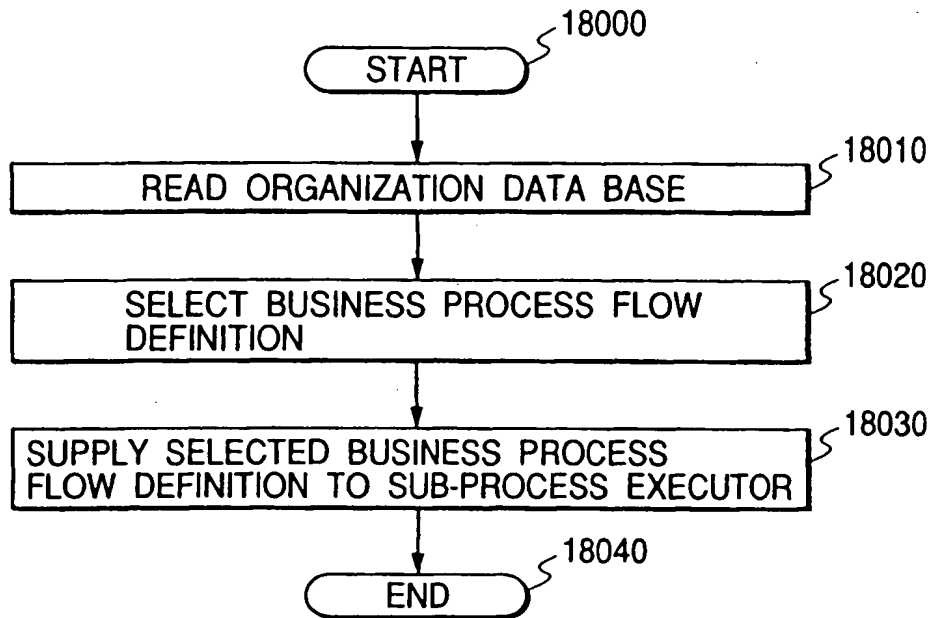 18000
START
18010
READ ORGANIZATION DATA BASE
18020
SELECT BUSINESS PROCESS FLOW
DEFINITION
18030
SUPPLY SELECTED BUSINESS PROCESS
FLOW DEFINITION TO SUB-PROCESS EXECUTOR
18040
END